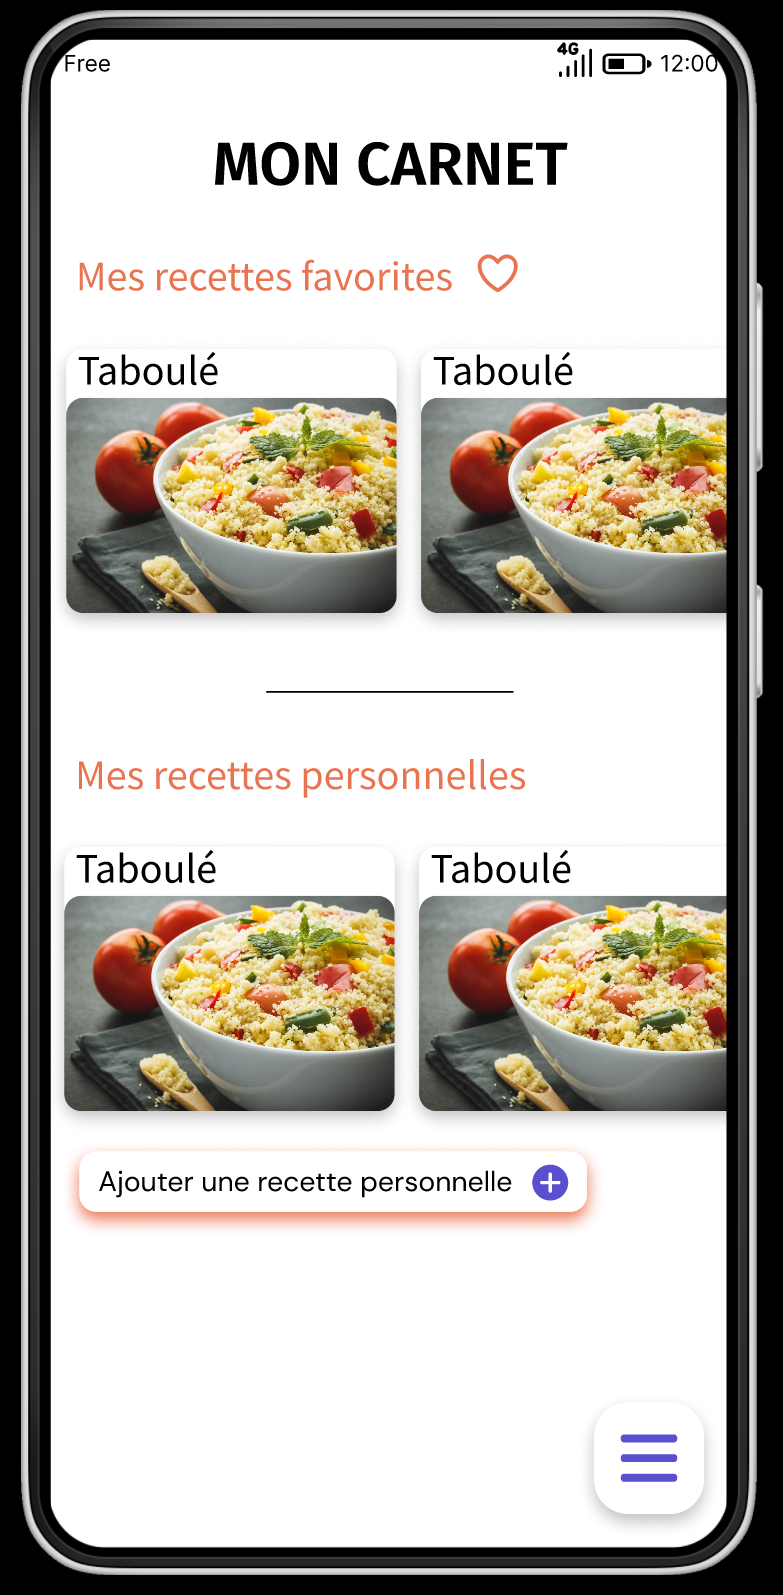 Free 4G 12:00
MON CARNET
Mes recettes favorites
Taboulé Taboulé
Mes recettes personnelles
Taboulé Taboulé
Ajouter une recette personnelle